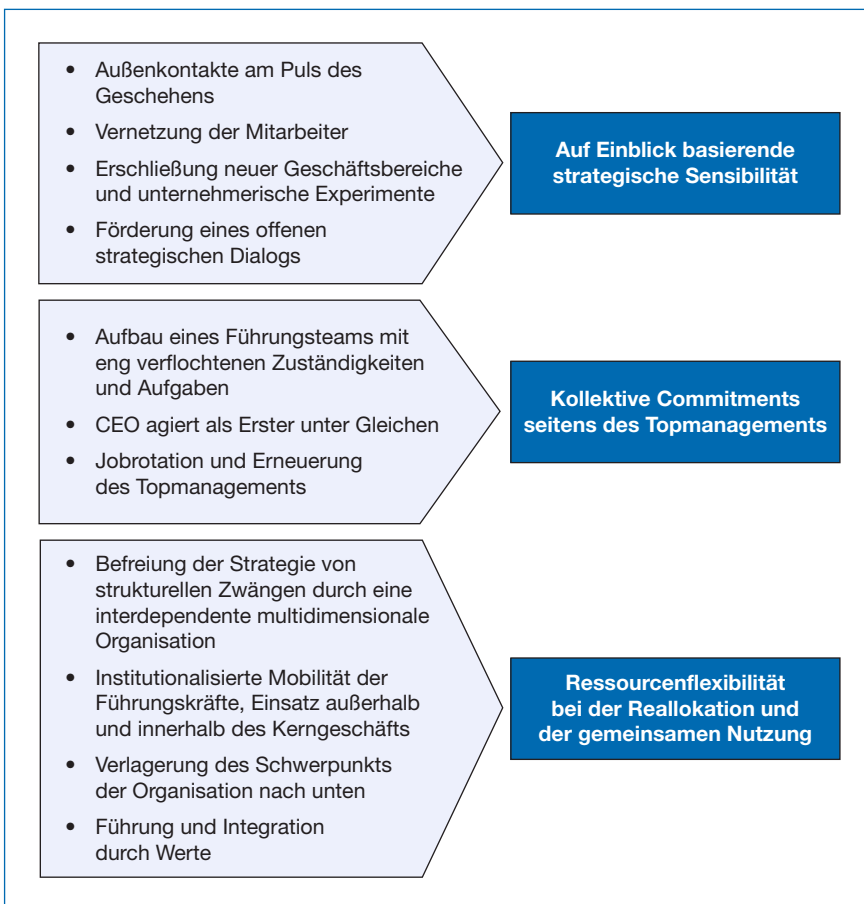 • Außenkontakte am Puls des
Geschehens
• Vernetzung der Mitarbeiter
• Erschließung neuer Geschäftsbereiche
und unternehmerische Experimente
• Förderung eines offenen
strategischen Dialogs
Auf Einblick basierende
strategische Sensibilität
• Aufbau eines Führungsteams mit
eng verflochtenen Zuständigkeiten
und Aufgaben
• CEO agiert als Erster unter Gleichen
• Jobrotation und Erneuerung
des Topmanagements
Kollektive Commitments
seitens des Topmanagements
• Befreiung der Strategie von
strukturellen Zwängen durch eine
interdependente multidimensionale
Organisation
• Institutionalisierte Mobilität der
Führungskräfte, Einsatz außerhalb
und innerhalb des Kerngeschäfts
• Verlagerung des Schwerpunkts
der Organisation nach unten
• Führung und Integration
durch Werte
Ressourcenflexibilität
bei der Reallokation und
der gemeinsamen Nutzung